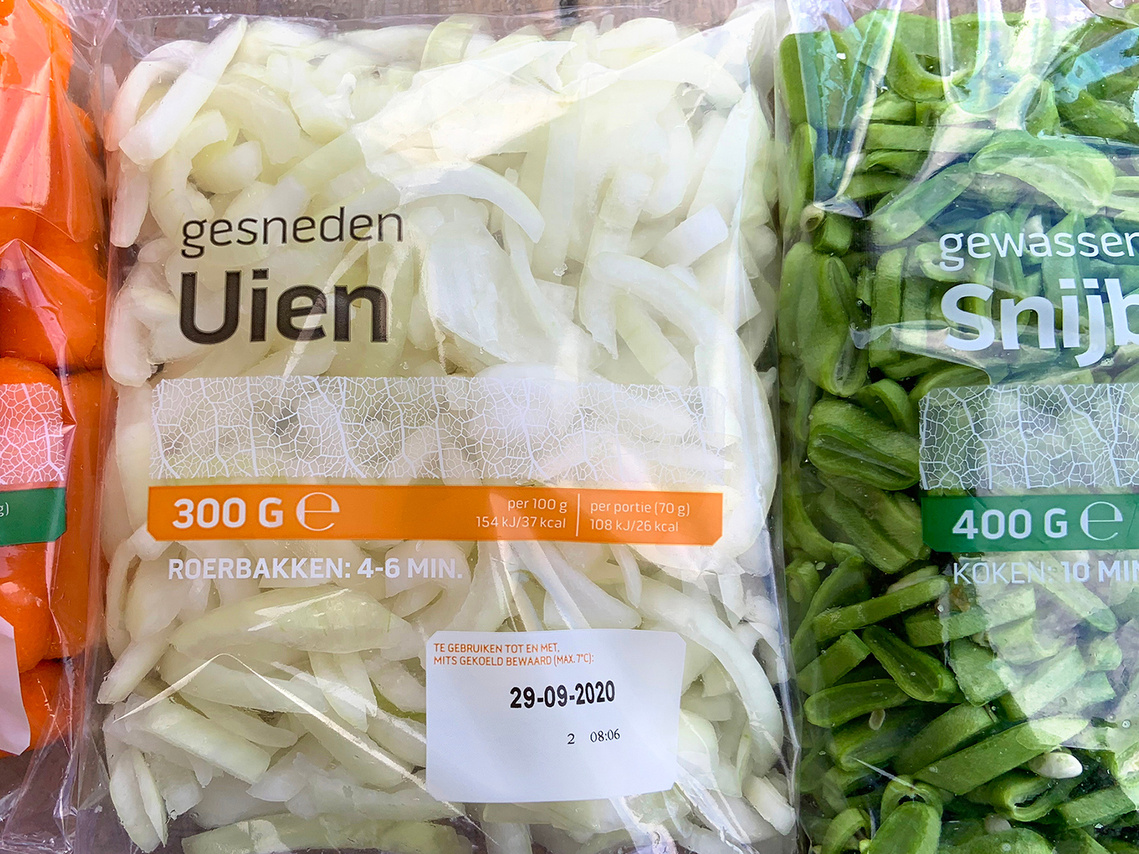 gesneden
Uien
300 G ℮
per 100 g
154 kJ/37 kcal
per portie (70 g)
108 kJ/26 kcal
ROERBAKKEN: 4-6 MIN.
TE GEBRUIKEN TOT EN MET,
MITS GEKOELD BEWAARD (MAX. 7°C):
29-09-2020
2 08:06
g)
gewassen
Snijb
400 G ℮
KOKEN: 10 MIN